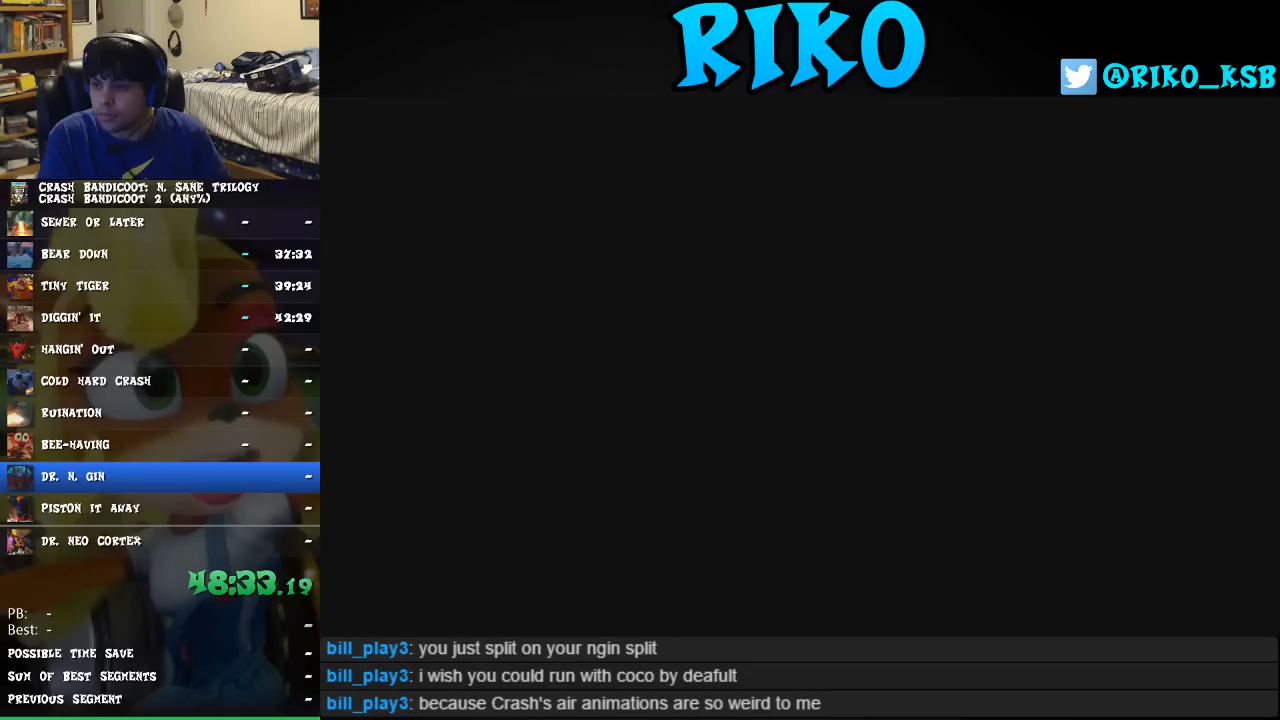 RIKO
@RIKO_KSB
CRASH BANDICOOT: N. SANE TRILOGY
CRASH BANDICOOT 2 (ANY%)
SEWER OR LATER - -
BEAR DOWN - 37:32
TINY TIGER - 39:24
DIGGIN' IT - 42:29
HANGIN' OUT - -
COLD HARD CRASH - -
RUINATION - -
BEE-HAVING - -
DR. N. GIN -
PISTON IT AWAY -
DR. NEO CORTEX -
48:33.19
PB: -
Best: - -
POSSIBLE TIME SAVE -
SUM OF BEST SEGMENTS -
PREVIOUS SEGMENT -
bill_play3: you just split on your ngin split
bill_play3: i wish you could run with coco by deafult
bill_play3: because Crash's air animations are so weird to me